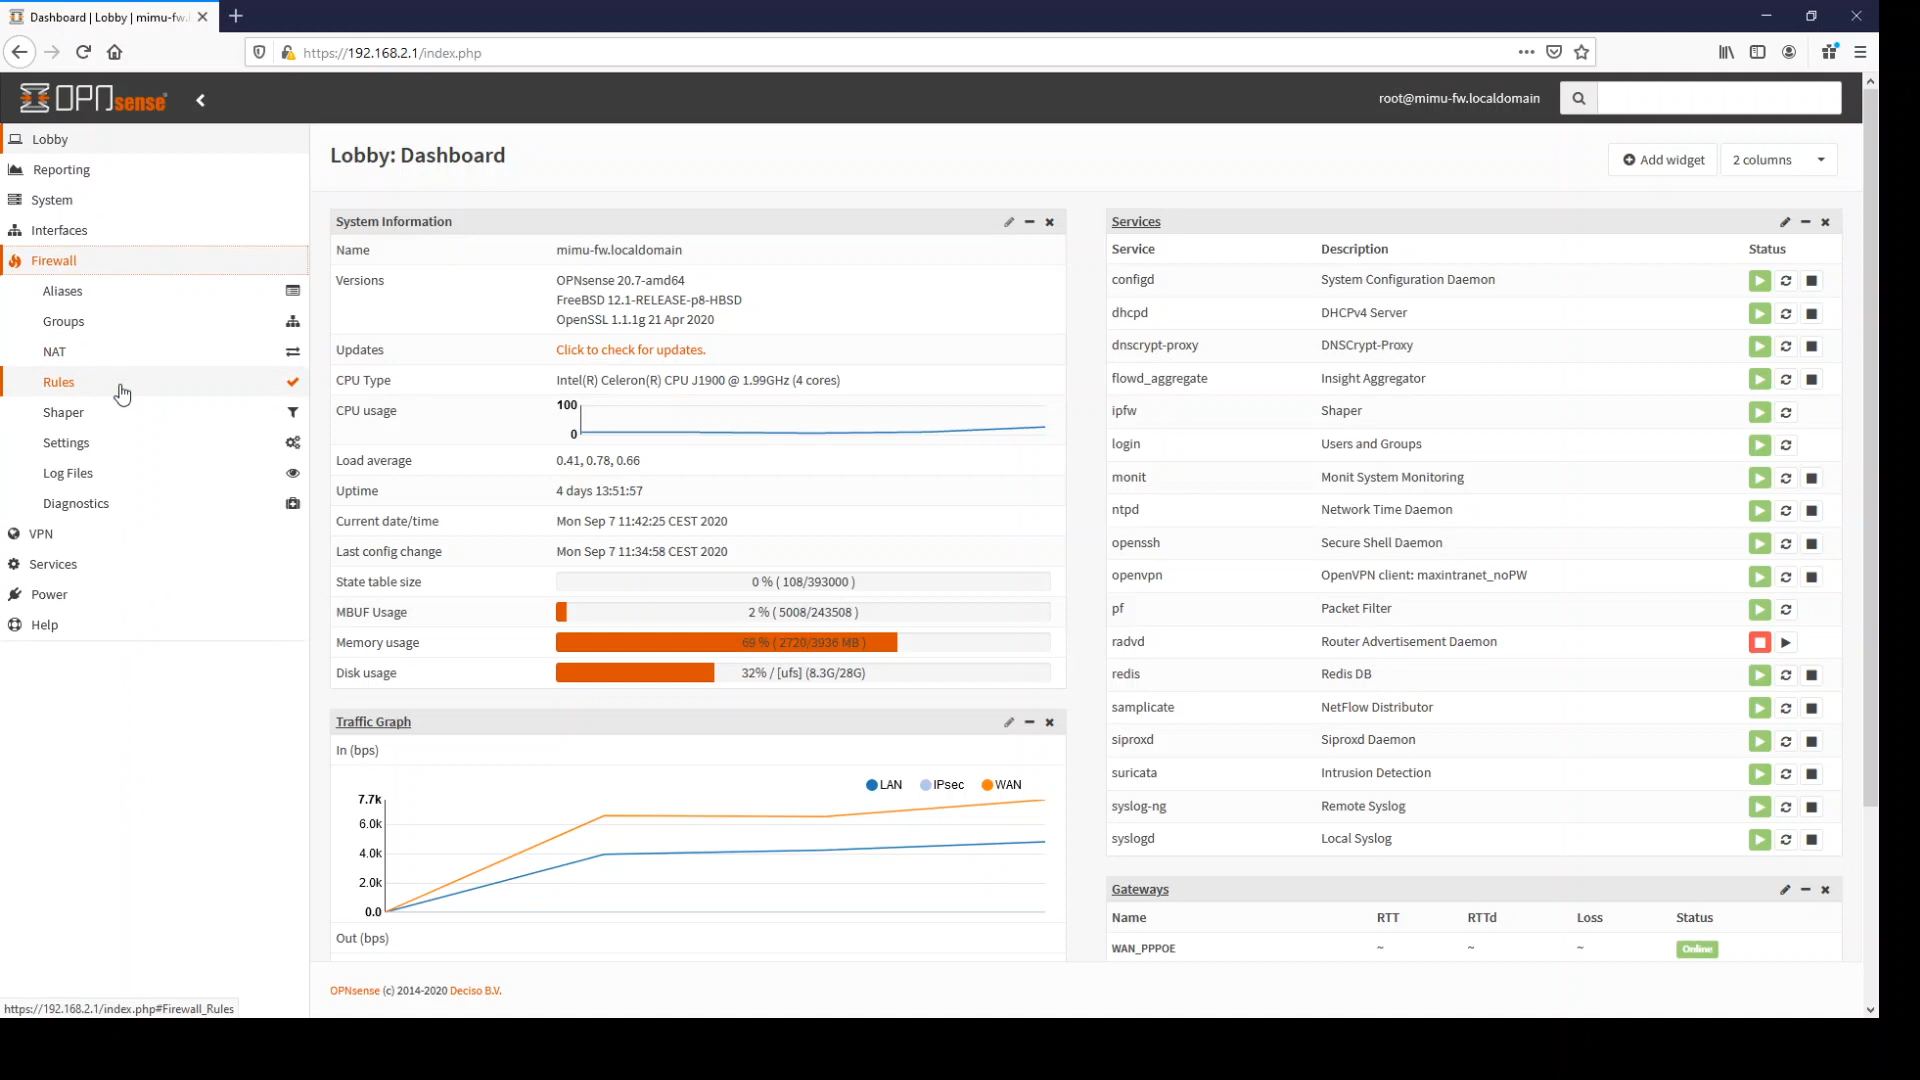 Dashboard | Lobby | mimu-fw.
https://192.168.2.1/index.php
OPNsense
root@mimu-fw.localdomain
Lobby
Reporting
System
Interfaces
Firewall
Aliases
Groups
NAT
Rules
Shaper
Settings
Log Files
Diagnostics
VPN
Services
Power
Help
Lobby: Dashboard
Add widget
2 columns
System Information
Name mimu-fw.localdomain
Versions OPNsense 20.7-amd64
FreeBSD 12.1-RELEASE-p8-HBSD
OpenSSL 1.1.1g 21 Apr 2020
Updates Click to check for updates.
CPU Type Intel(R) Celeron(R) CPU J1900 @ 1.99GHz (4 cores)
CPU usage 100
0
Load average 0.41, 0.78, 0.66
Uptime 4 days 13:51:57
Current date/time Mon Sep 7 11:42:25 CEST 2020
Last config change Mon Sep 7 11:34:58 CEST 2020
State table size 0 % ( 108/393000 )
MBUF Usage 2 % ( 5008/243508 )
Memory usage 69 % ( 2720/3936 MB )
Disk usage 32% / [ufs] (8.3G/28G)
Traffic Graph
In (bps)
LAN IPsec WAN
7.7k
6.0k
4.0k
2.0k
0.0
Out (bps)
Services
Service Description Status
configd System Configuration Daemon
dhcpd DHCPv4 Server
dnscrypt-proxy DNSCrypt-Proxy
flowd_aggregate Insight Aggregator
ipfw Shaper
login Users and Groups
monit Monit System Monitoring
ntpd Network Time Daemon
openssh Secure Shell Daemon
openvpn OpenVPN client: maxintranet_noPW
pf Packet Filter
radvd Router Advertisement Daemon
redis Redis DB
samplicate NetFlow Distributor
siproxd Siproxd Daemon
suricata Intrusion Detection
syslog-ng Remote Syslog
syslogd Local Syslog
Gateways
Name RTT RTTd Loss Status
WAN_PPPOE ~ ~ ~ Online
OPNsense (c) 2014-2020 Deciso B.V.
https://192.168.2.1/index.php#Firewall_Rules